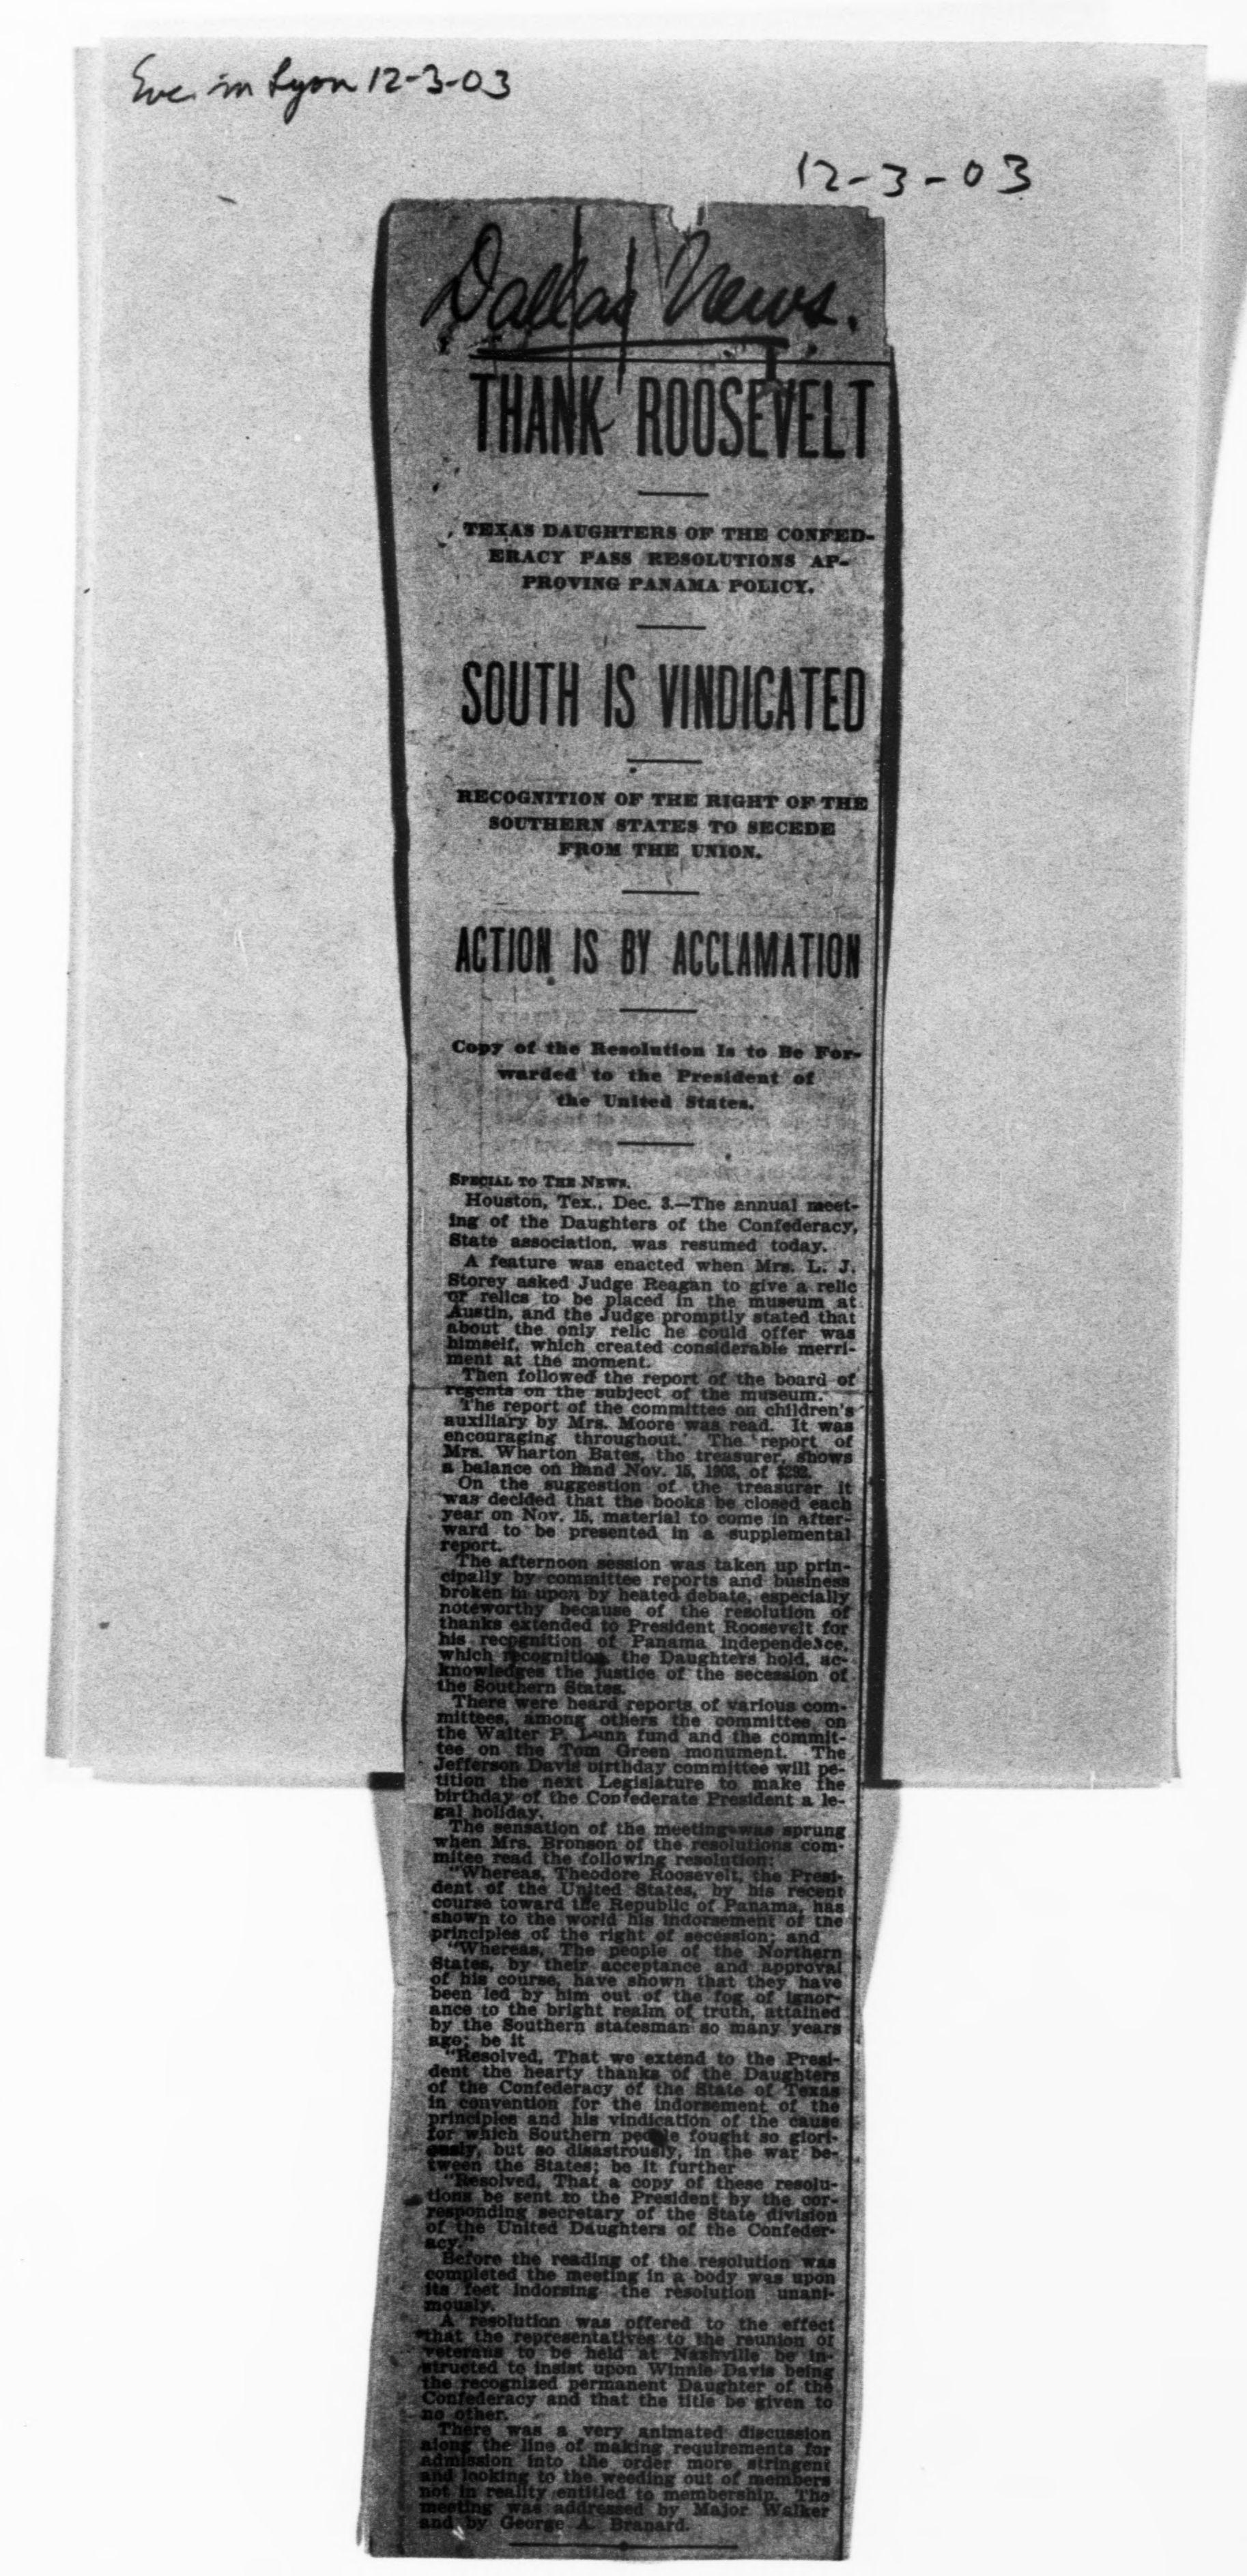 Enc. in Lyon 12-3-03
12-3-03
Dallas News.
THANK ROOSEVELT
TEXAS DAUGHTERS OF THE CONFED-
ERACY PASS RESOLUTIONS AP-
PROVING PANAMA POLICY.
SOUTH IS VINDICATED
RECOGNITION OF THE RIGHT OF THE
SOUTHERN STATES TO SECEDE
FROM THE UNION.
ACTION IS BY ACCLAMATION
Copy of the Resolution Is to Be For-
warded to the President of
the United States.
SPECIAL TO THE NEWS.
Houston, Tex., Dec. 3.—The annual meet-
ing of the Daughters of the Confederacy,
State association, was resumed today.
A feature was enacted when Mrs. L. J.
Storey asked Judge Reagan to give a relic
or relics to be placed in the museum at
Austin, and the Judge promptly stated that
about the only relic he could offer was
himself, which created considerable merri-
ment at the moment.
Then followed the report of the board of
regents on the subject of the museum.
The report of the committee on children's
auxiliary by Mrs. Moore was read. It was
encouraging throughout. The report of
Mrs. Wharton Bates, the treasurer, shows
a balance on hand Nov. 15, 1903, of
On the suggestion of the treasurer it
was decided that the books be closed each
year on Nov. 15, material to come in after-
ward to be presented in a supplemental
report.
The afternoon session was taken up prin-
cipally by committee reports and business
broken in upon by heated debate, especially
noteworthy because of the resolution of
thanks extended to President Roosevelt for
his recognition of Panama independence,
which recognition, the Daughters hold, ac-
knowledges the justice of the secession of
the Southern States.
There were heard reports of various com-
mittees, among others the committee on
the Walter P. fund and the commit-
tee on the Tom Green monument. The
Jefferson Davis birthday committee will pe-
tition the next Legislature to make the
birthday of the Confederate President a le-
gal holiday.
The sensation of the meeting was sprung
when Mrs. Bronson of the resolutions com-
mitee read the following resolution:
"Whereas, Theodore Roosevelt, the Presi-
dent of the United States, by his recent
course toward the Republic of Panama, has
shown to the world his indorsement of the
principles of the right of secession; and
"Whereas, The people of the Northern
States, by their acceptance and approval
of his course, have shown that they have
been led by him out of the fog of ignor-
ance to the bright realm of truth, attained
by the Southern statesman so many years
ago; be it
"Resolved, That we extend to the Presi-
dent the hearty thanks of the Daughters
of the Confederacy of the State of Texas
in convention for the indorsement of the
principles and his vindication of the cause
for which Southern people fought so glori-
ously, but so disastrously, in the war be-
tween the States; be it further
"Resolved, That a copy of these resolu-
tions be sent to the President by the cor-
responding secretary of the State division
of the United Daughters of the Confeder-
acy."
Before the reading of the resolution was
completed the meeting in a body was upon
its feet indorsing the resolution unani-
mously.
A resolution was offered to the effect
that the representatives to the reunion of
veterans to be held at Nashville be in-
structed to insist upon Winnie Davis being
the recognized permanent Daughter of the
Confederacy and that the title be given to
no other.
There was a very animated discussion
along the line of making requirements for
admission into the order more stringent
and looking to the weeding out of members
not in reality entitled to membership. The
meeting was addressed by Major Walker
and by George A. Branard.